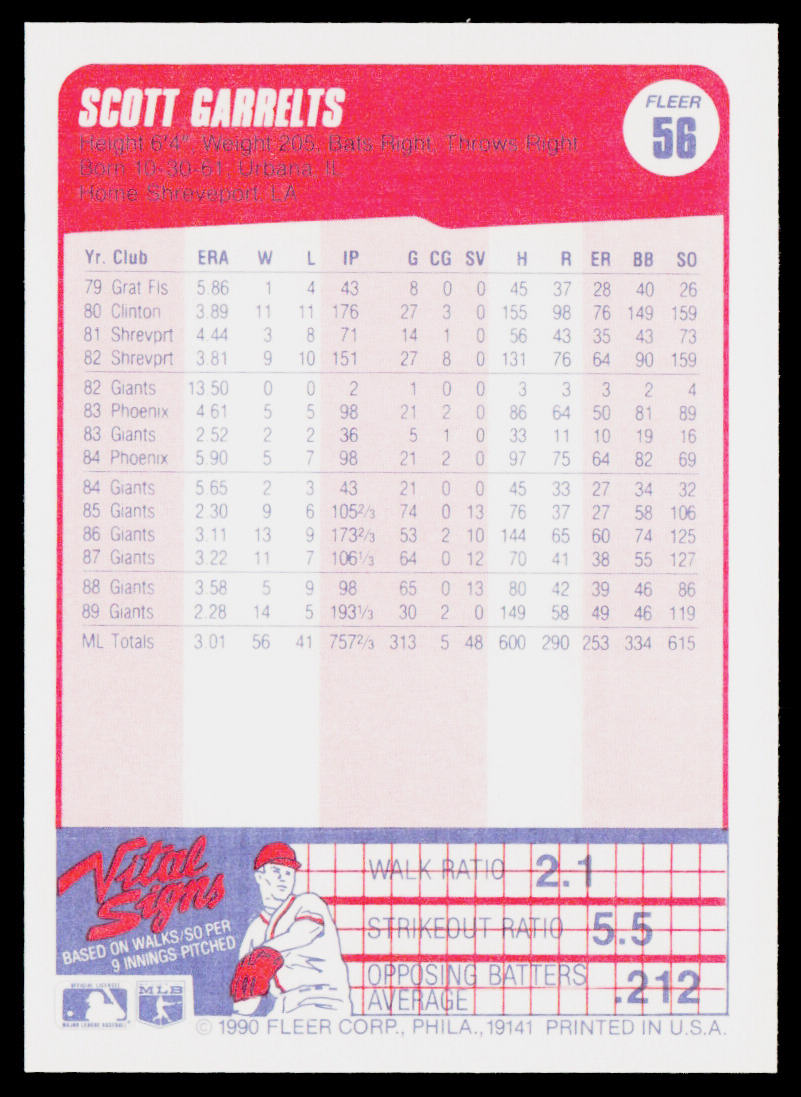 SCOTT GARRELTS
FLEER
56
Height 6'4", Weight 205, Bats Right, Throws Right
Born 10-30-61, Urbana, IL
Home Shreveport, LA
Yr. Club ERA W L IP G CG SV H R ER BB SO
79 Grat Fls 5.86 1 4 43 8 0 0 45 37 28 40 26
80 Clinton 3.89 11 11 176 27 3 0 155 98 76 149 159
81 Shrevprt 4.44 3 8 71 14 1 0 56 43 35 43 73
82 Shrevprt 3.81 9 10 151 27 8 0 131 76 64 90 159
82 Giants 13.50 0 0 2 1 0 0 3 3 3 2 4
83 Phoenix 4.61 5 5 98 21 2 0 86 64 50 81 89
83 Giants 2.52 2 2 36 5 1 0 33 11 10 19 16
84 Phoenix 5.90 5 7 98 21 2 0 97 75 64 82 69
84 Giants 5.65 2 3 43 21 0 0 45 33 27 34 32
85 Giants 2.30 9 6 1052/3 74 0 13 76 37 27 58 106
86 Giants 3.11 13 9 1732/3 53 2 10 144 65 60 74 125
87 Giants 3.22 11 7 1061/3 64 0 12 70 41 38 55 127
88 Giants 3.58 5 9 98 65 0 13 80 42 39 46 86
89 Giants 2.28 14 5 1931/3 30 2 0 149 58 49 46 119
ML Totals 3.01 56 41 7572/3 313 5 48 600 290 253 334 615
Vital
Signs
BASED ON WALKS/SO PER
9 INNINGS PITCHED
WALK RATIO 2.1
STRIKEOUT RATIO 5.5
OPPOSING BATTERS
AVERAGE .212
OFFICIAL LICENSEE
MAJOR LEAGUE BASEBALL
MLB
© 1990 FLEER CORP., PHILA., 19141 PRINTED IN U.S.A.